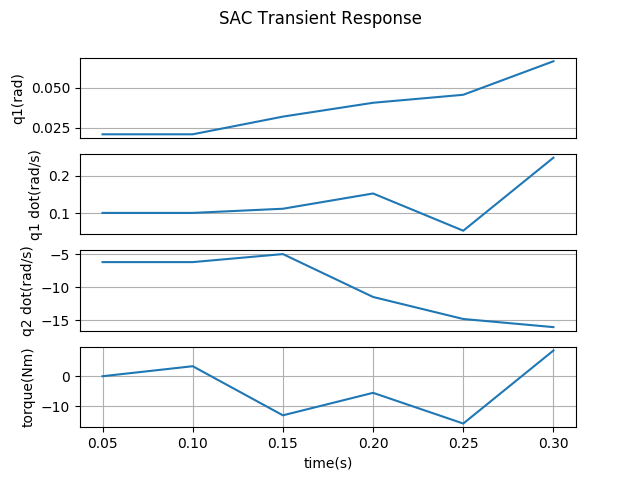 SAC Transient Response
q1(rad)
0.050
0.025
q1 dot(rad/s)
0.2
0.1
q2 dot(rad/s)
−5
−10
−15
torque(Nm)
0
−10
0.05 0.10 0.15 0.20 0.25 0.30
time(s)